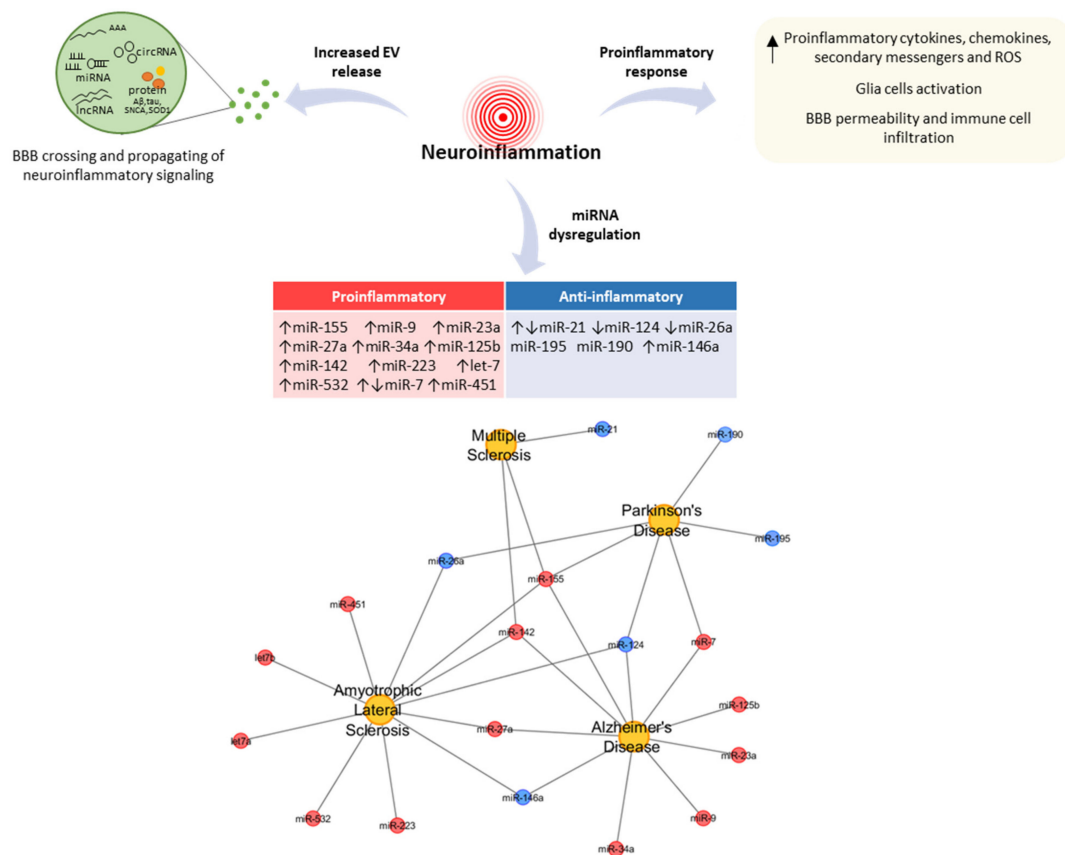 AAA
circRNA
miRNA
protein
Aβ,tau,
SNCA,SOD1
lncRNA
BBB crossing and propagating of
neuroinflammatory signaling
Increased EV
release
Neuroinflammation
Proinflammatory
response
Proinflammatory cytokines, chemokines,
secondary messengers and ROS
Glia cells activation
BBB permeability and immune cell
infiltration
miRNA
dysregulation
Proinflammatory
↑miR-155 ↑miR-9 ↑miR-23a
↑miR-27a ↑miR-34a ↑miR-125b
↑miR-142 ↑miR-223 ↑let-7
↑miR-532 ↑↓miR-7 ↑miR-451
Anti-inflammatory
↑↓miR-21 ↓miR-124 ↓miR-26a
miR-195 miR-190 ↑miR-146a
Multiple
Sclerosis
miR-21
miR-190
Parkinson's
Disease
miR-195
miR-26a
miR-155
miR-451
miR-142
miR-124
miR-7
let7b
Amyotrophic
Lateral
Sclerosis
miR-125b
let7a
miR-27a
Alzheimer's
Disease
miR-23a
miR-146a
miR-532
miR-223
miR-9
miR-34a